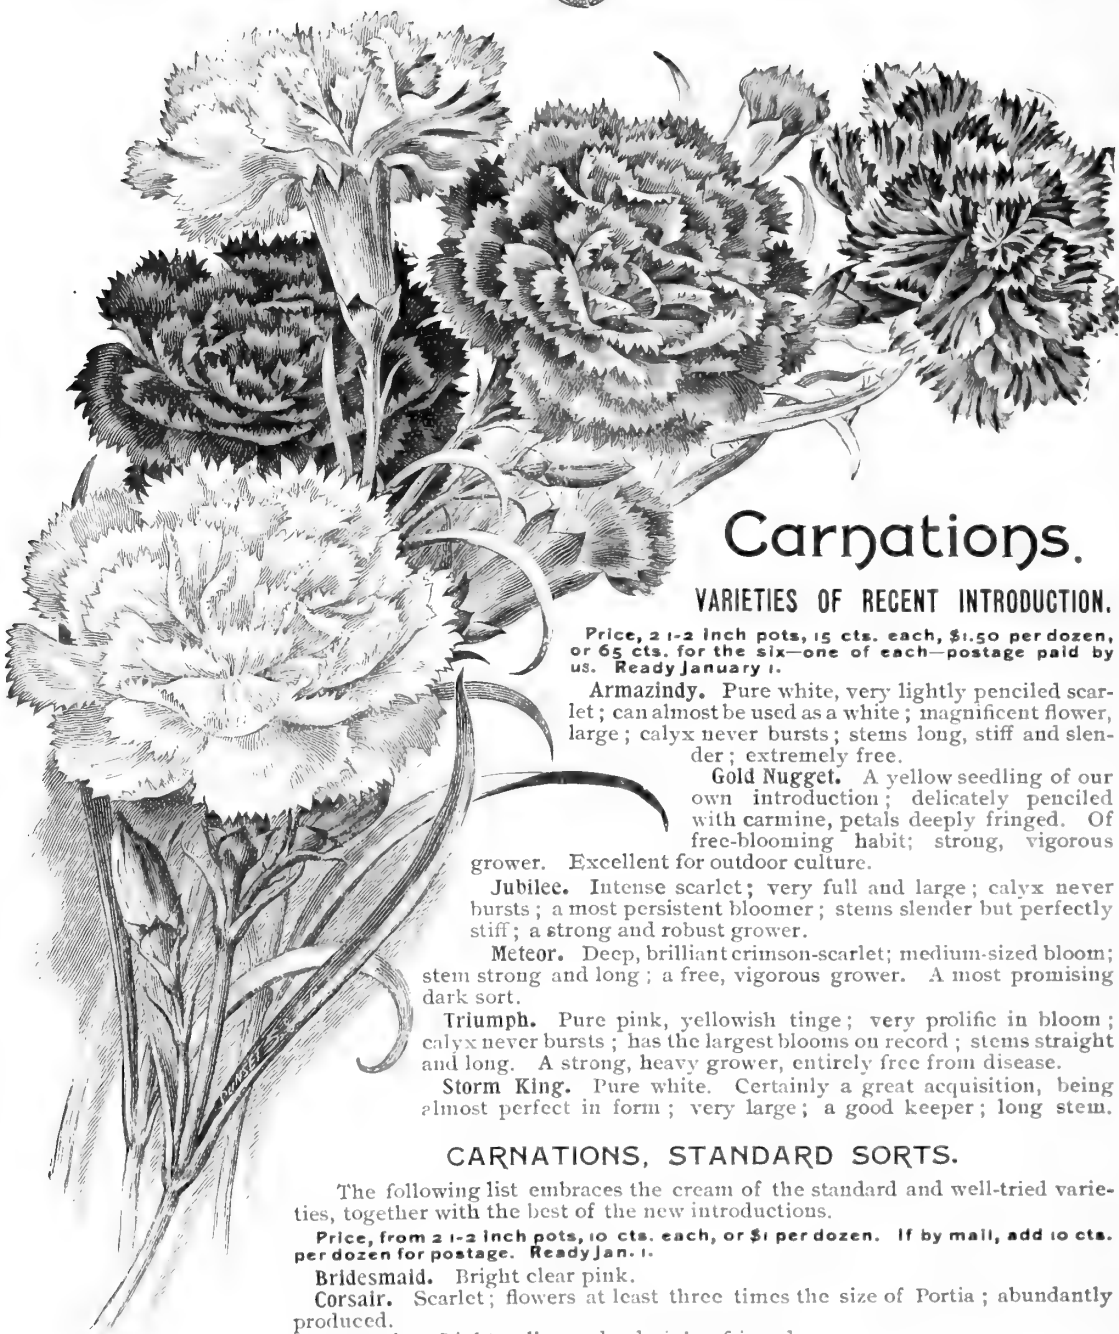 Carnations.
VARIETIES OF RECENT INTRODUCTION.
Price, 2 1-2 inch pots, 15 cts. each, $1.50 per dozen,
or 65 cts. for the six—one of each—postage paid by
us. Ready January 1.
Armazindy. Pure white, very lightly penciled scar-
let ; can almost be used as a white ; magnificent flower,
large ; calyx never bursts ; stems long, stiff and slen-
der ; extremely free.
Gold Nugget. A yellow seedling of our
own introduction ; delicately penciled
with carmine, petals deeply fringed. Of
free-blooming habit; strong, vigorous
grower. Excellent for outdoor culture.
Jubilee. Intense scarlet ; very full and large ; calyx never
bursts ; a most persistent bloomer ; stems slender but perfectly
stiff ; a strong and robust grower.
Meteor. Deep, brilliant crimson-scarlet; medium-sized bloom;
stem strong and long ; a free, vigorous grower. A most promising
dark sort.
Triumph. Pure pink, yellowish tinge ; very prolific in bloom ;
calyx never bursts ; has the largest blooms on record ; stems straight
and long. A strong, heavy grower, entirely free from disease.
Storm King. Pure white. Certainly a great acquisition, being
almost perfect in form ; very large ; a good keeper ; long stem.
CARNATIONS, STANDARD SORTS.
The following list embraces the cream of the standard and well-tried varie-
ties, together with the best of the new introductions.
Price, from 2 1-2 inch pots, 10 cts. each, or $1 per dozen. If by mail, add 10 cts.
per dozen for postage. Ready Jan. 1.
Bridesmaid. Bright clear pink.
Corsair. Scarlet ; flowers at least three times the size of Portia ; abundantly
produced.